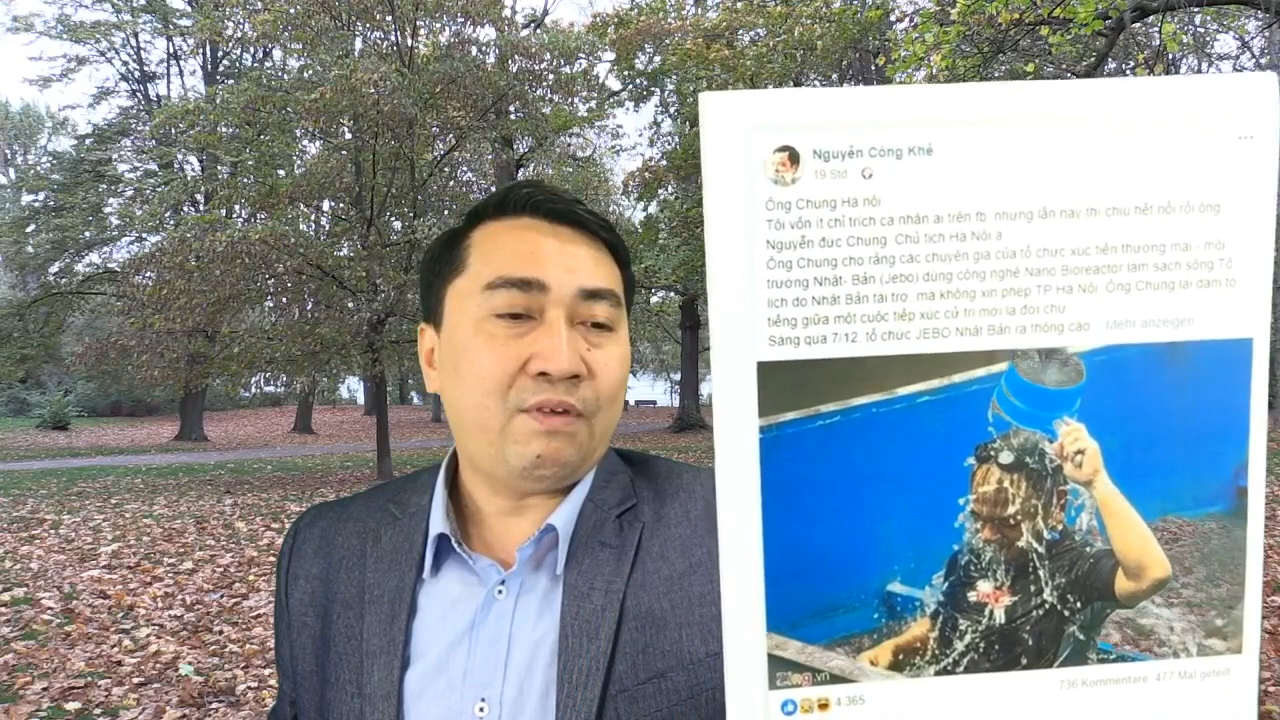 Nguyễn Công Khế
19 Std
Ông Chung Hà nội
Tôi vốn ít chỉ trích cá nhân ai trên fb, nhưng lần này thì chịu hết nổi rồi ông
Nguyễn đức Chung, Chủ tịch Hà Nội ạ
Ông Chung cho rằng các chuyên gia của tổ chức xúc tiến thương mại - môi
trường Nhật- Bản (Jebo) dùng công nghệ Nano Bioreactor làm sạch sông Tô
lịch do Nhật Bản tài trợ, mà không xin phép TP Hà Nội. Ông Chung lại dám to
tiếng giữa một cuộc tiếp xúc cử tri mới lạ đời chứ
Sáng qua 7/12, tổ chức JEBO Nhật Bản ra thông cáo Mehr anzeigen
Zing.vn
4 365
736 Kommentare 477 Mal geteilt